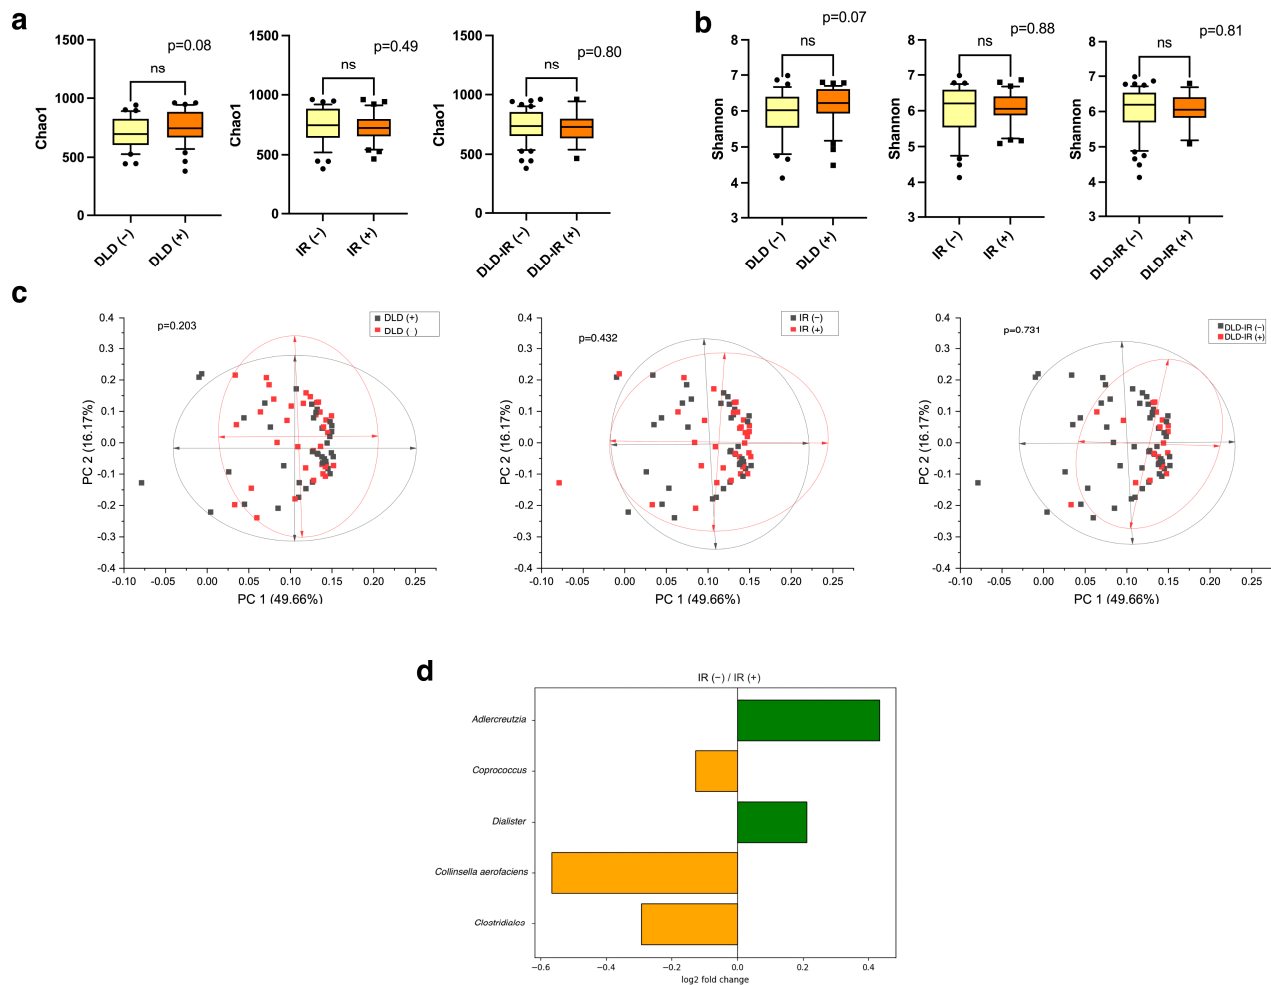 a
1500
1000
500
0
Chao1
p=0.08
ns
DLD (−)
DLD (+)
1500
1000
500
0
Chao1
p=0.49
ns
IR (−)
IR (+)
1500
1000
500
0
Chao1
p=0.80
ns
DLD-IR (−)
DLD-IR (+)
b
8
7
6
5
4
3
Shannon
p=0.07
ns
DLD (−)
DLD (+)
8
7
6
5
4
3
Shannon
p=0.88
ns
IR (−)
IR (+)
8
7
6
5
4
3
Shannon
p=0.81
ns
DLD-IR (−)
DLD-IR (+)
c
p=0.203
DLD (+)
DLD ( )
0.4
0.3
0.2
0.1
0.0
-0.1
-0.2
-0.3
-0.4
PC 2 (16.17%)
-0.10
-0.05
0.00
0.05
0.10
0.15
0.20
0.25
PC 1 (49.66%)
p=0.432
IR (−)
IR (+)
0.4
0.3
0.2
0.1
0.0
-0.1
-0.2
-0.3
-0.4
PC 2 (16.17%)
-0.10
-0.05
0.00
0.05
0.10
0.15
0.20
0.25
PC 1 (49.66%)
p=0.731
DLD-IR (−)
DLD-IR (+)
0.4
0.3
0.2
0.1
0.0
-0.1
-0.2
-0.3
-0.4
PC 2 (16.17%)
-0.10
-0.05
0.00
0.05
0.10
0.15
0.20
0.25
PC 1 (49.66%)
d
IR (−) / IR (+)
Adlercreutzia
Coprococcus
Dialister
Collinsella aerofaciens
Clostridiales
−0.6
−0.4
−0.2
0.0
0.2
0.4
log2 fold change